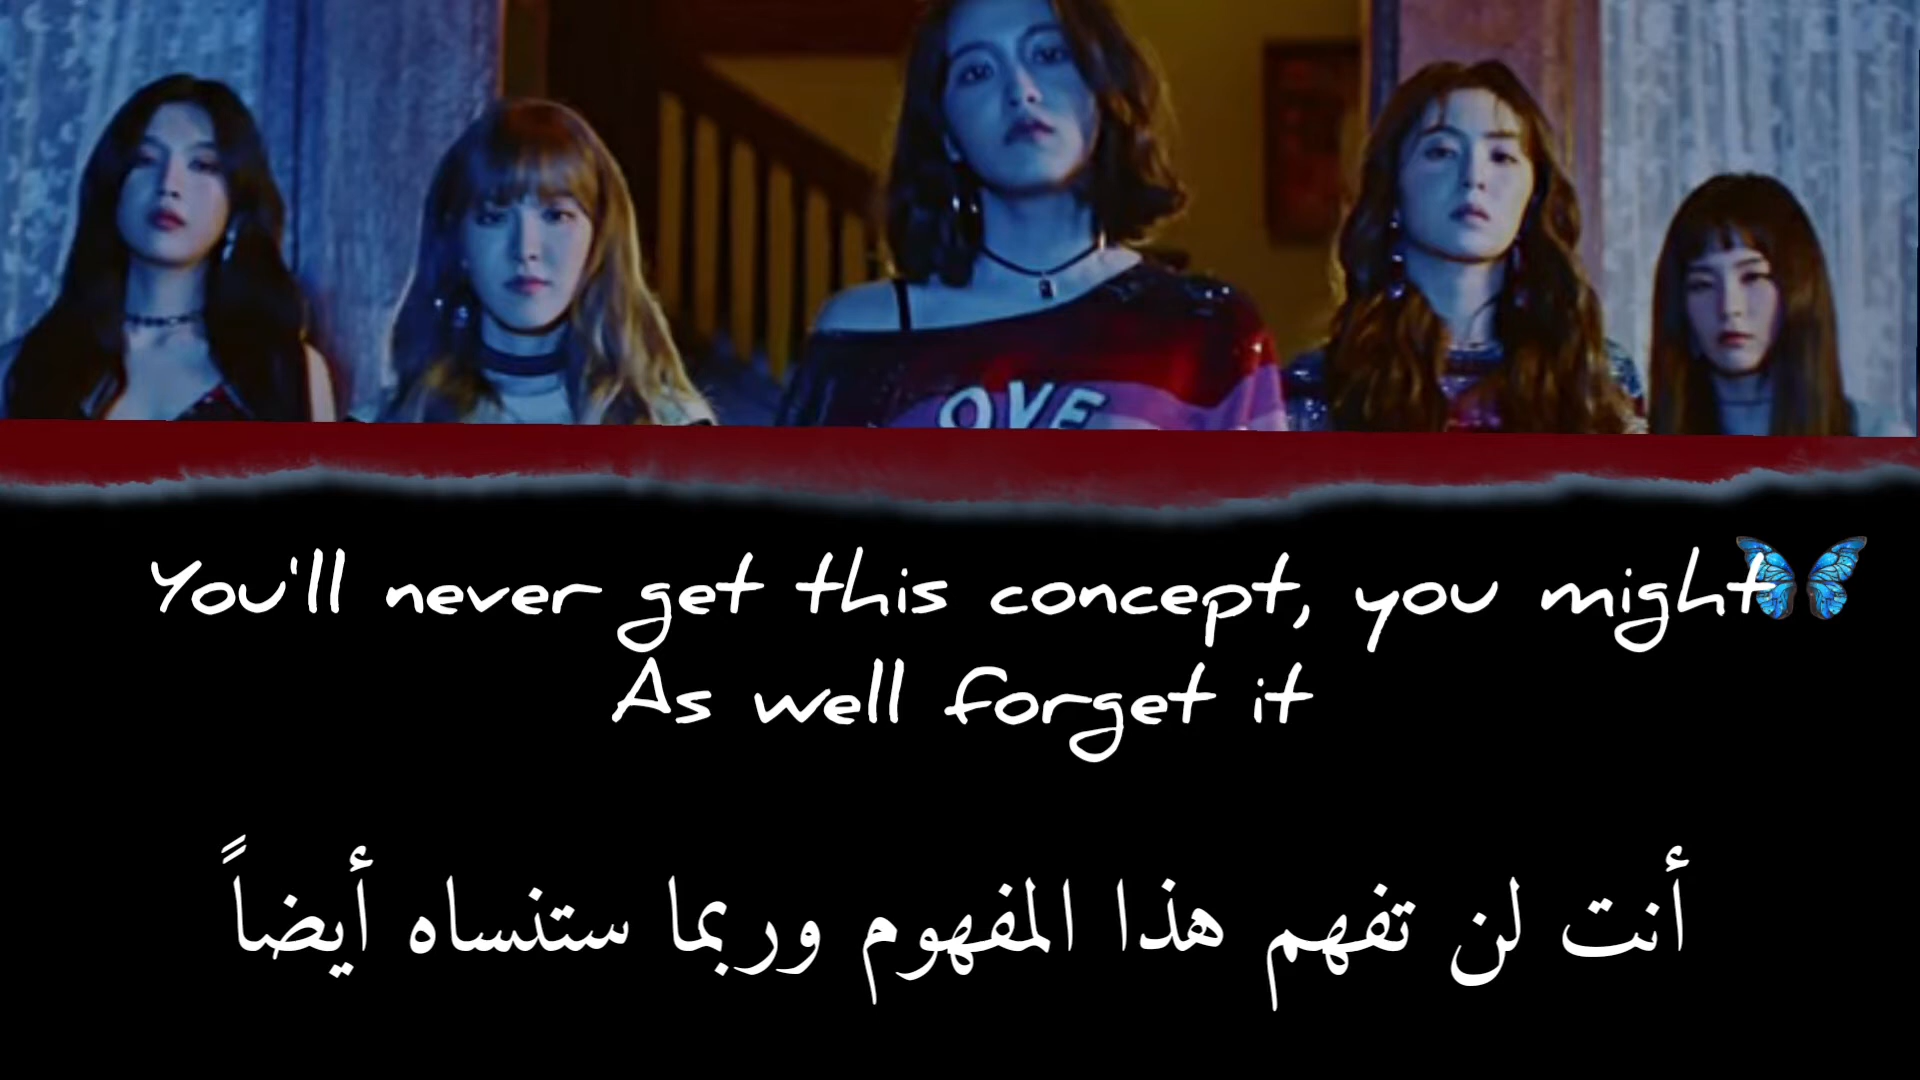 OVE
You'll never get this concept, you might
As well forget it
أنت لن تفهم هذا المفهوم وربما ستنساه أيضاً